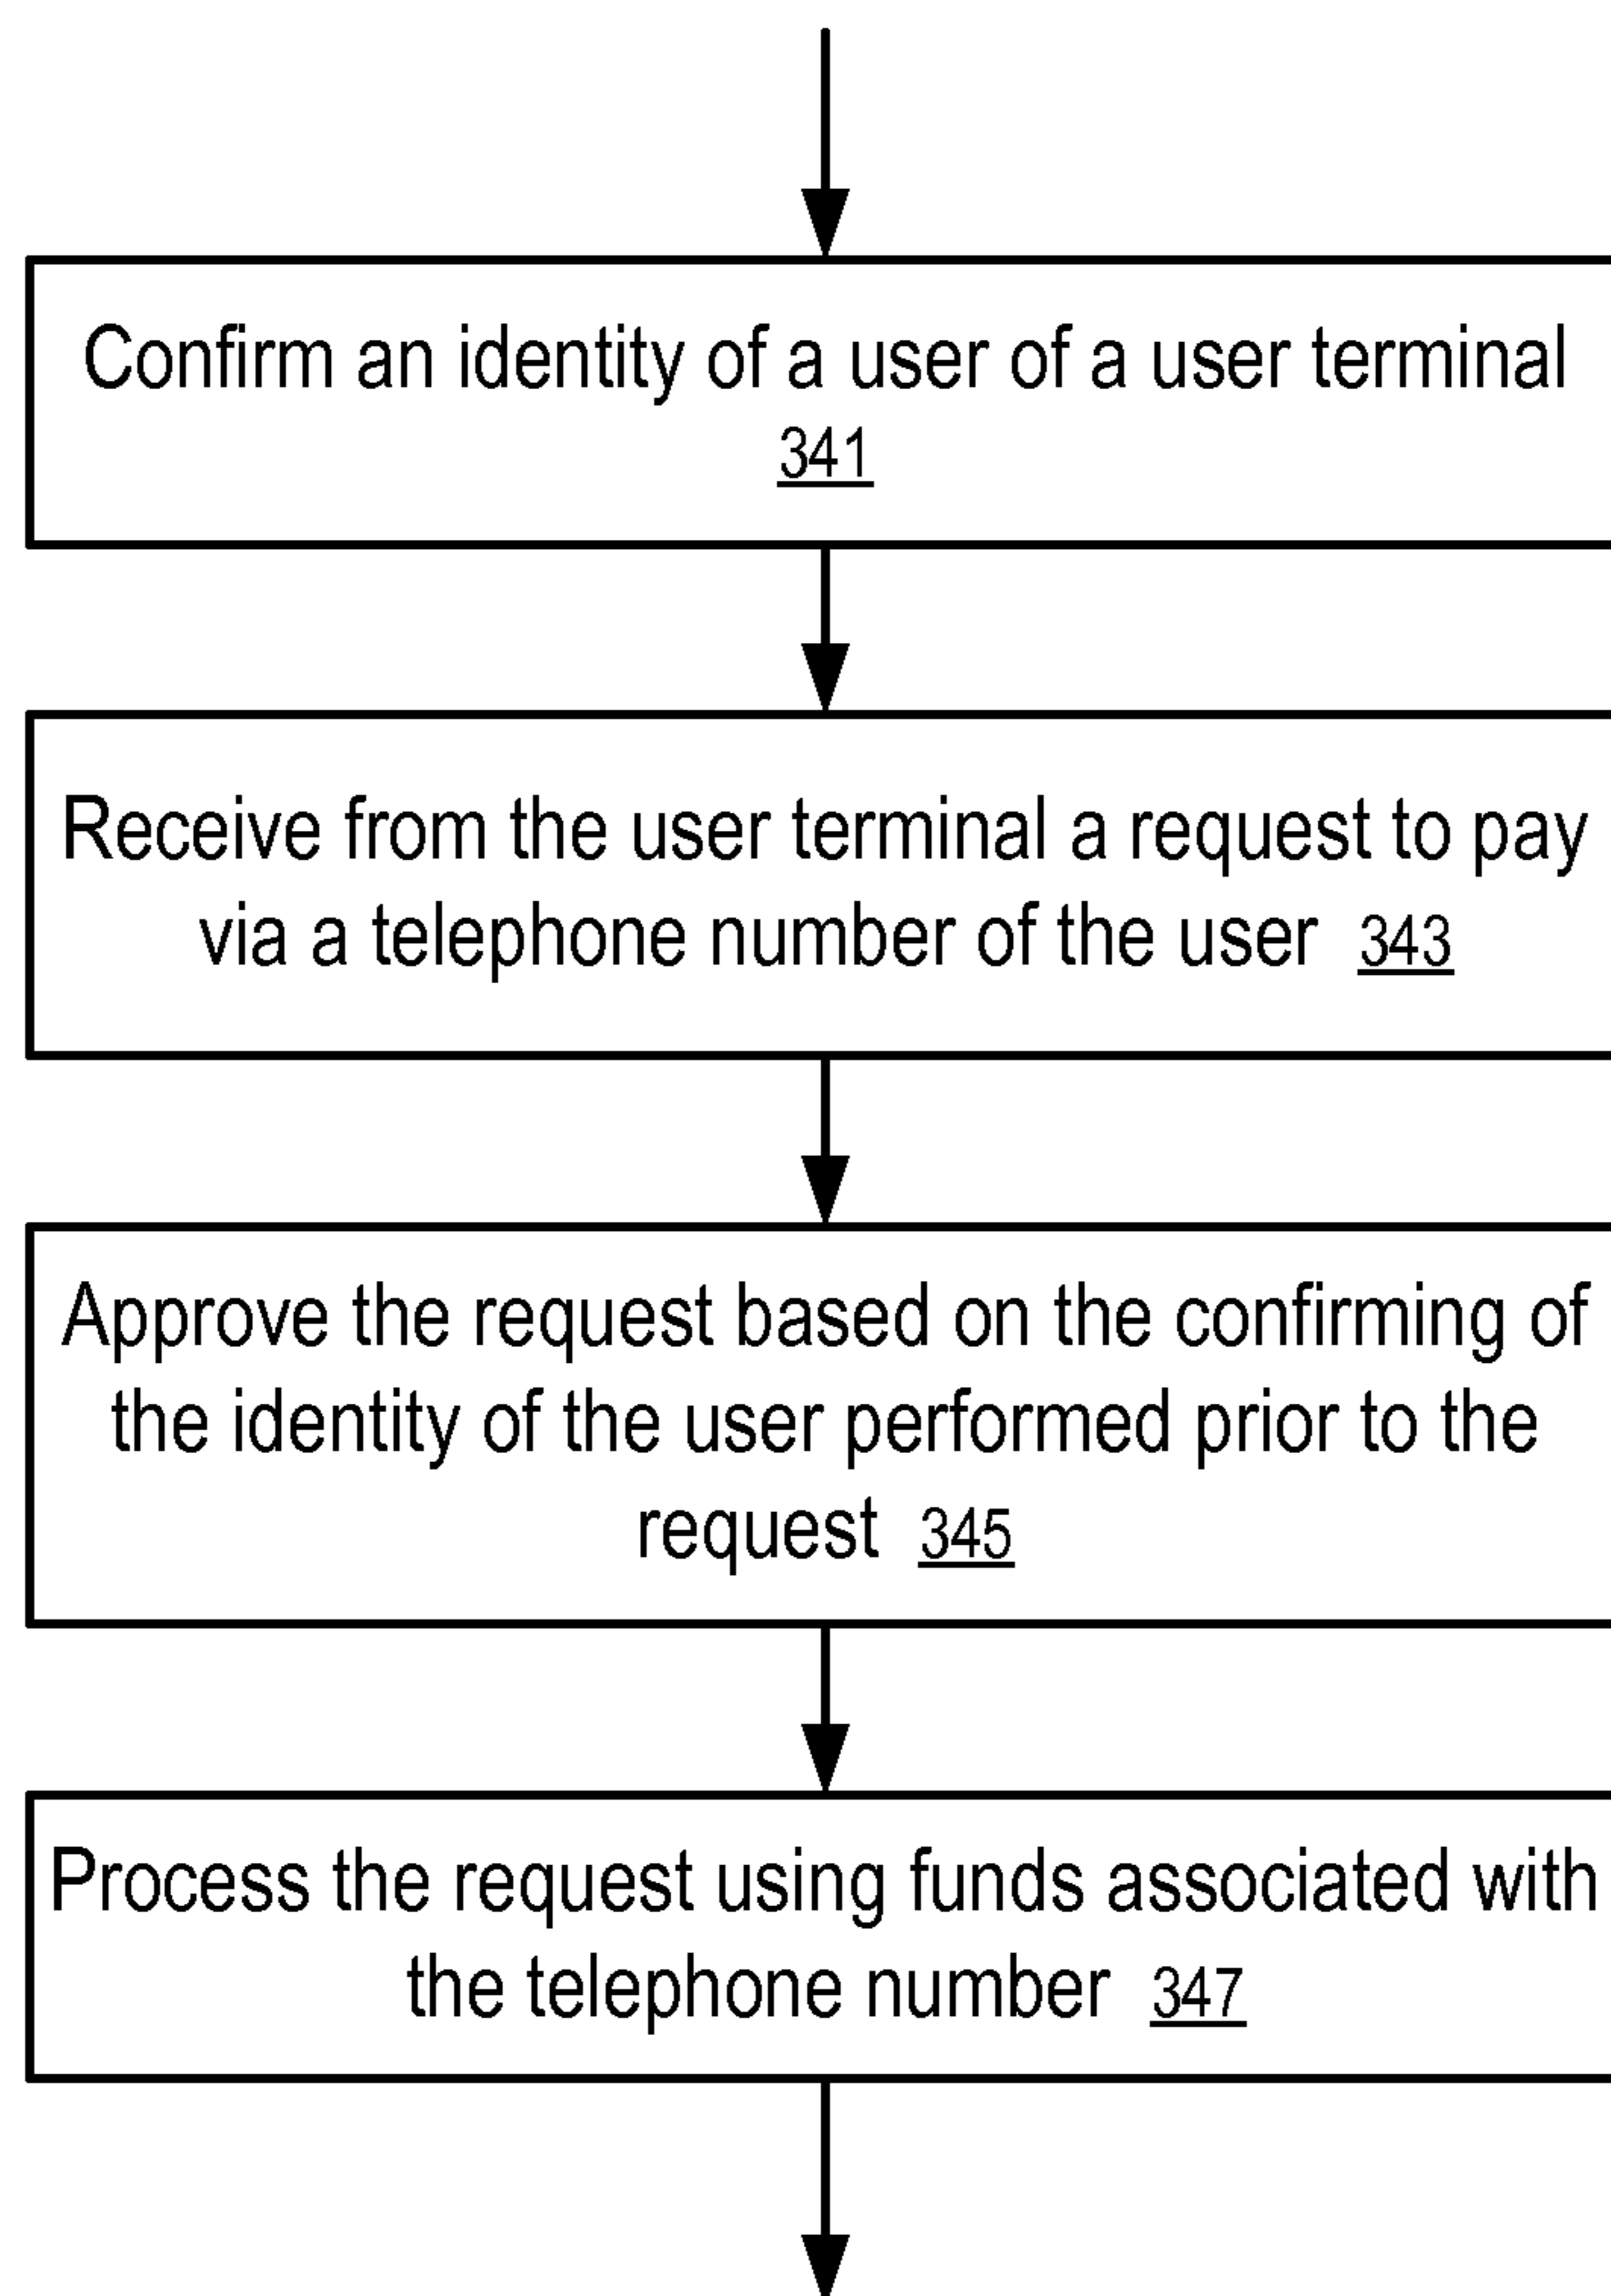 Confirm an identity of a user of a user terminal
341
Receive from the user terminal a request to pay
via a telephone number of the user 343
Approve the request based on the confirming of
the identity of the user performed prior to the
request 345
Process the request using funds associated with
the telephone number 347